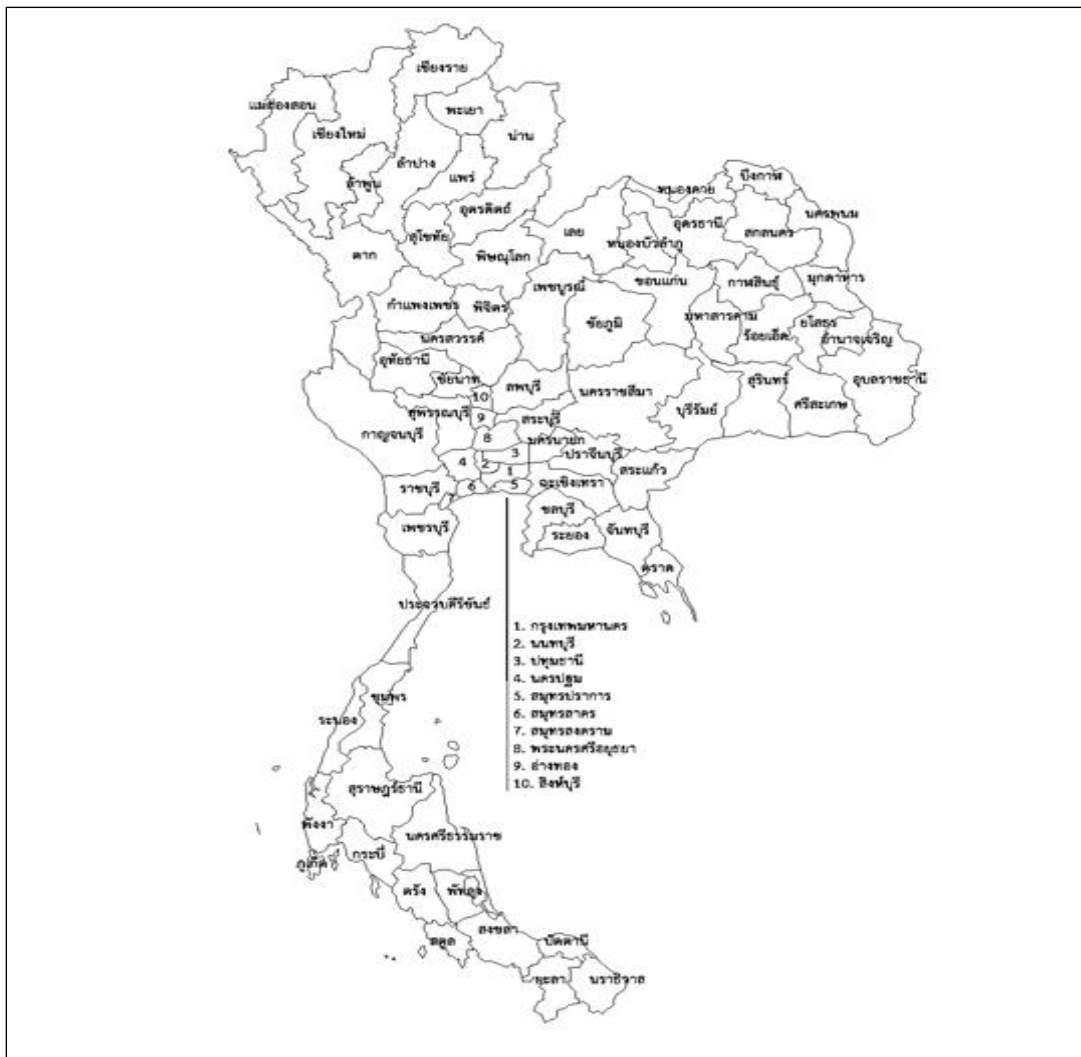 เชียงราย
แม่ฮ่องสอน
พะเยา
เชียงใหม่
น่าน
ลำปาง
ลำพูน
แพร่
อุตรดิตถ์
สุโขทัย
ตาก
พิษณุโลก
เลย
หนองคาย
บึงกาฬ
นครพนม
อุดรธานี
สกลนคร
หนองบัวลำภู
เพชรบูรณ์
ขอนแก่น
กาฬสินธุ์
มุกดาหาร
กำแพงเพชร
พิจิตร
ชัยภูมิ
มหาสารคาม
ร้อยเอ็ด
ยโสธร
อำนาจเจริญ
นครสวรรค์
อุทัยธานี
ชัยนาท
ลพบุรี
นครราชสีมา
บุรีรัมย์
สุรินทร์
ศรีสะเกษ
อุบลราชธานี
10
สุพรรณบุรี
9
สระบุรี
กาญจนบุรี
8
นครนายก
ปราจีนบุรี
3
4
2
1
สระแก้ว
ราชบุรี
6
5
ฉะเชิงเทรา
7
ชลบุรี
เพชรบุรี
ระยอง
จันทบุรี
ตราด
ประจวบคีรีขันธ์
1. กรุงเทพมหานคร
2. นนทบุรี
3. ปทุมธานี
4. นครปฐม
5. สมุทรปราการ
6. สมุทรสาคร
7. สมุทรสงคราม
8. พระนครศรีอยุธยา
9. อ่างทอง
10. สิงห์บุรี
ชุมพร
ระนอง
สุราษฎร์ธานี
พังงา
นครศรีธรรมราช
กระบี่
ภูเก็ต
ตรัง
พัทลุง
สงขลา
สตูล
ปัตตานี
ยะลา
นราธิวาส